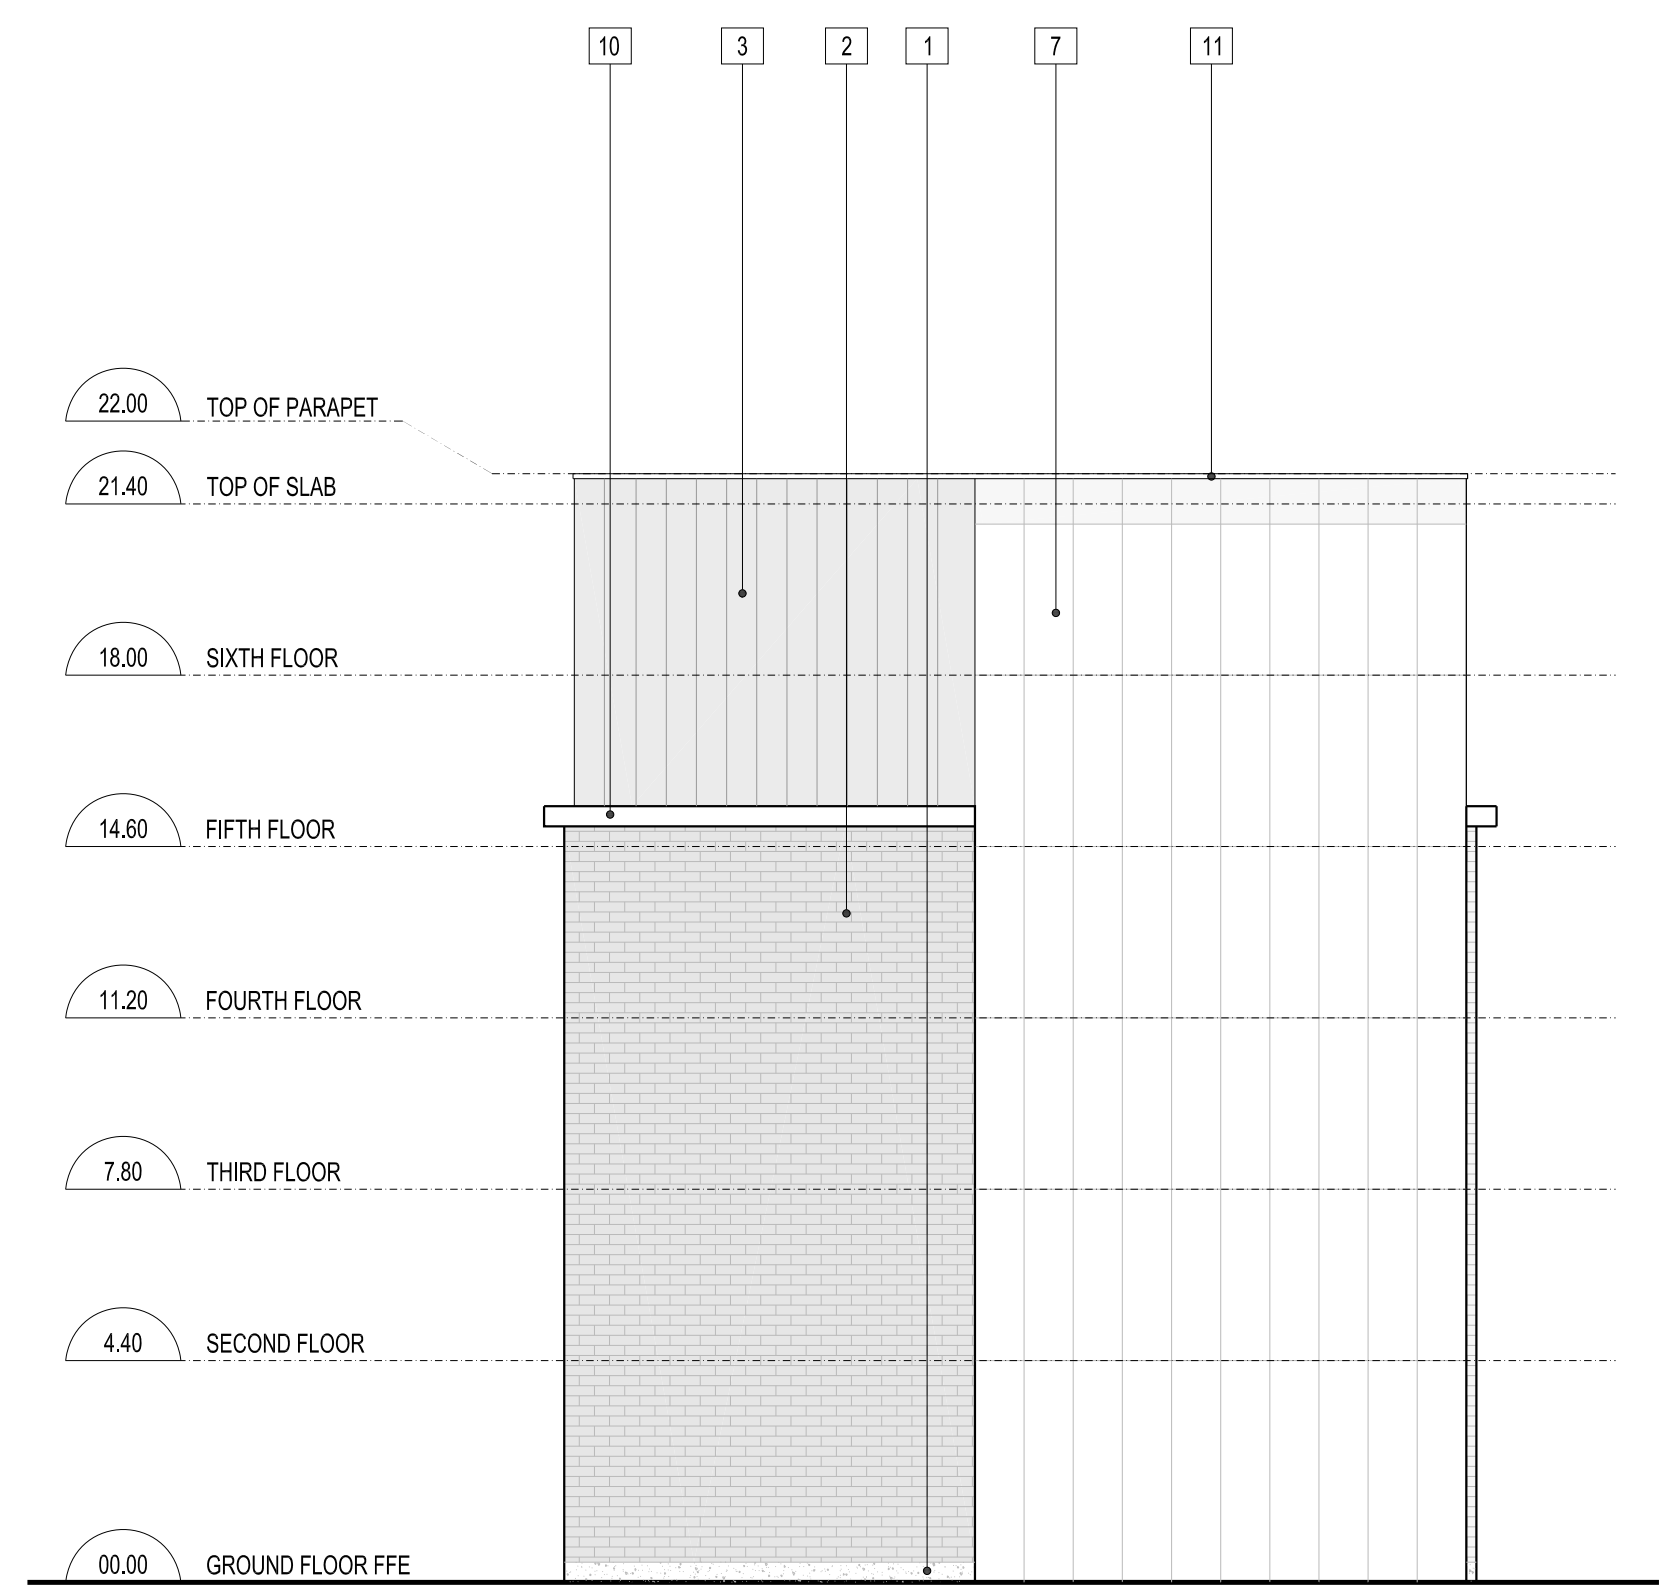 10 3 2 1 7 11
22.00 TOP OF PARAPET
21.40 TOP OF SLAB
18.00 SIXTH FLOOR
14.60 FIFTH FLOOR
11.20 FOURTH FLOOR
7.80 THIRD FLOOR
4.40 SECOND FLOOR
00.00 GROUND FLOOR FFE